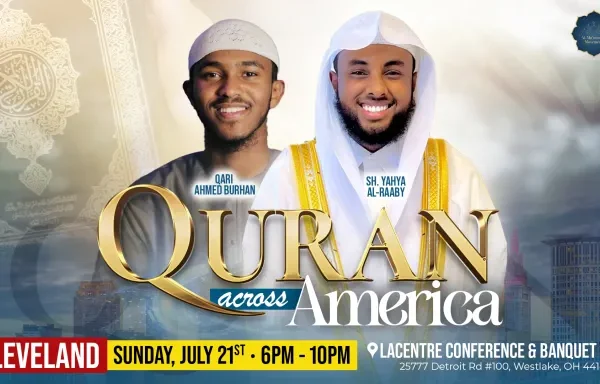 QARI
AHMED BURHAN
SH. YAHYA
AL-RAABY
QURAN
across America
LEVELAND
SUNDAY, JULY 21ST • 6PM - 10PM
LACENTRE CONFERENCE & BANQUET
25777 Detroit Rd #100, Westlake, OH 441